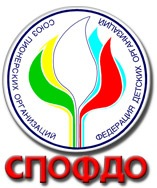 СОЮЗ ПИОНЕРСКИХ ОРГАНИЗАЦИЙ
ФЕДЕРАЦИЯ ДЕТСКИХ ОРГАНИЗАЦИЙ
СПОФДО